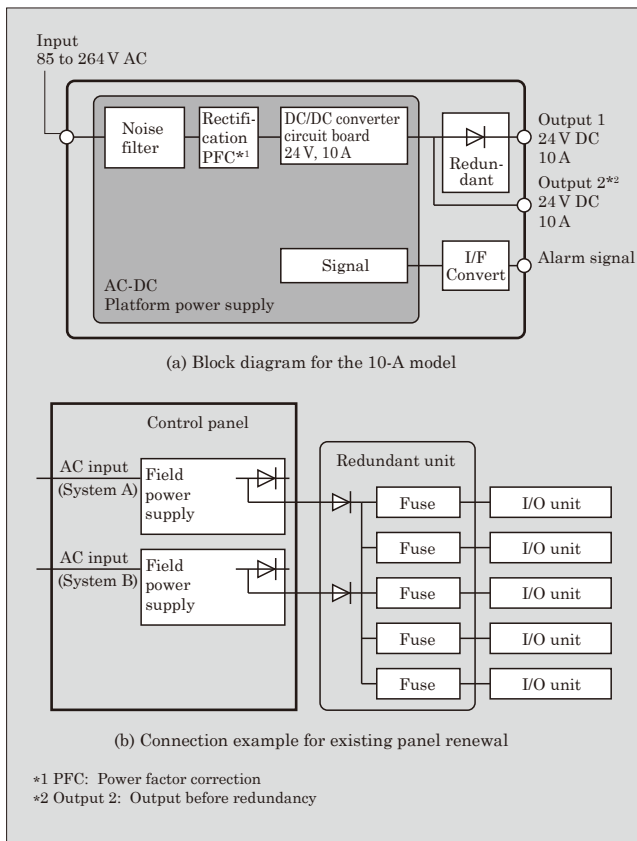 Input
85 to 264 V AC
Noise
filter
Rectifi-
cation
PFC*1
DC/DC converter
circuit board
24 V, 10 A
Redun-
dant
Output 1
24 V DC
10 A
Output 2*2
24 V DC
10 A
Signal
I/F
Convert
Alarm signal
AC-DC
Platform power supply
(a) Block diagram for the 10-A model
Control panel
AC input
(System A)
Field
power
supply
AC input
(System B)
Field
power
supply
Redundant unit
Fuse
I/O unit
Fuse
I/O unit
Fuse
I/O unit
Fuse
I/O unit
Fuse
I/O unit
(b) Connection example for existing panel renewal
*1 PFC: Power factor correction
*2 Output 2: Output before redundancy